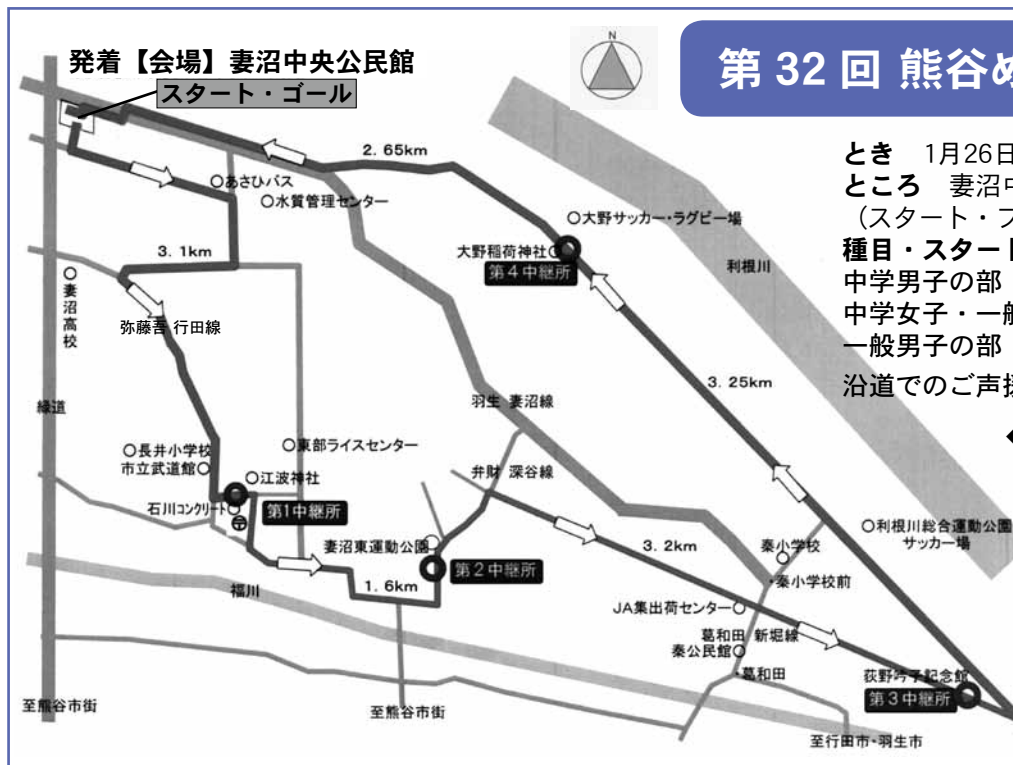 発着【会場】妻沼中央公民館
スタート・ゴール
N
第 32 回 熊谷め
とき 1月26日
ところ 妻沼中
（スタート・フ
種目・スタート
中学男子の部
中学女子・一般
一般男子の部
沿道でのご声援
2. 65km
あさひバス
水質管理センター
大野サッカー・ラグビー場
大野稲荷神社
第4中継所
利根川
3. 1km
妻沼高校
弥藤吾 行田線
3. 25km
緑道
羽生 妻沼線
長井小学校
市立武道館
東部ライスセンター
江波神社
弁財 深谷線
石川コンクリート
第1中継所
利根川総合運動公園
サッカー場
妻沼東運動公園
第2中継所
3. 2km
秦小学校
秦小学校前
福川
1. 6km
JA集出荷センター
葛和田 新堀線
秦公民館
葛和田
荻野吟子記念館
第3中継所
至熊谷市街
至熊谷市街
至行田市・羽生市